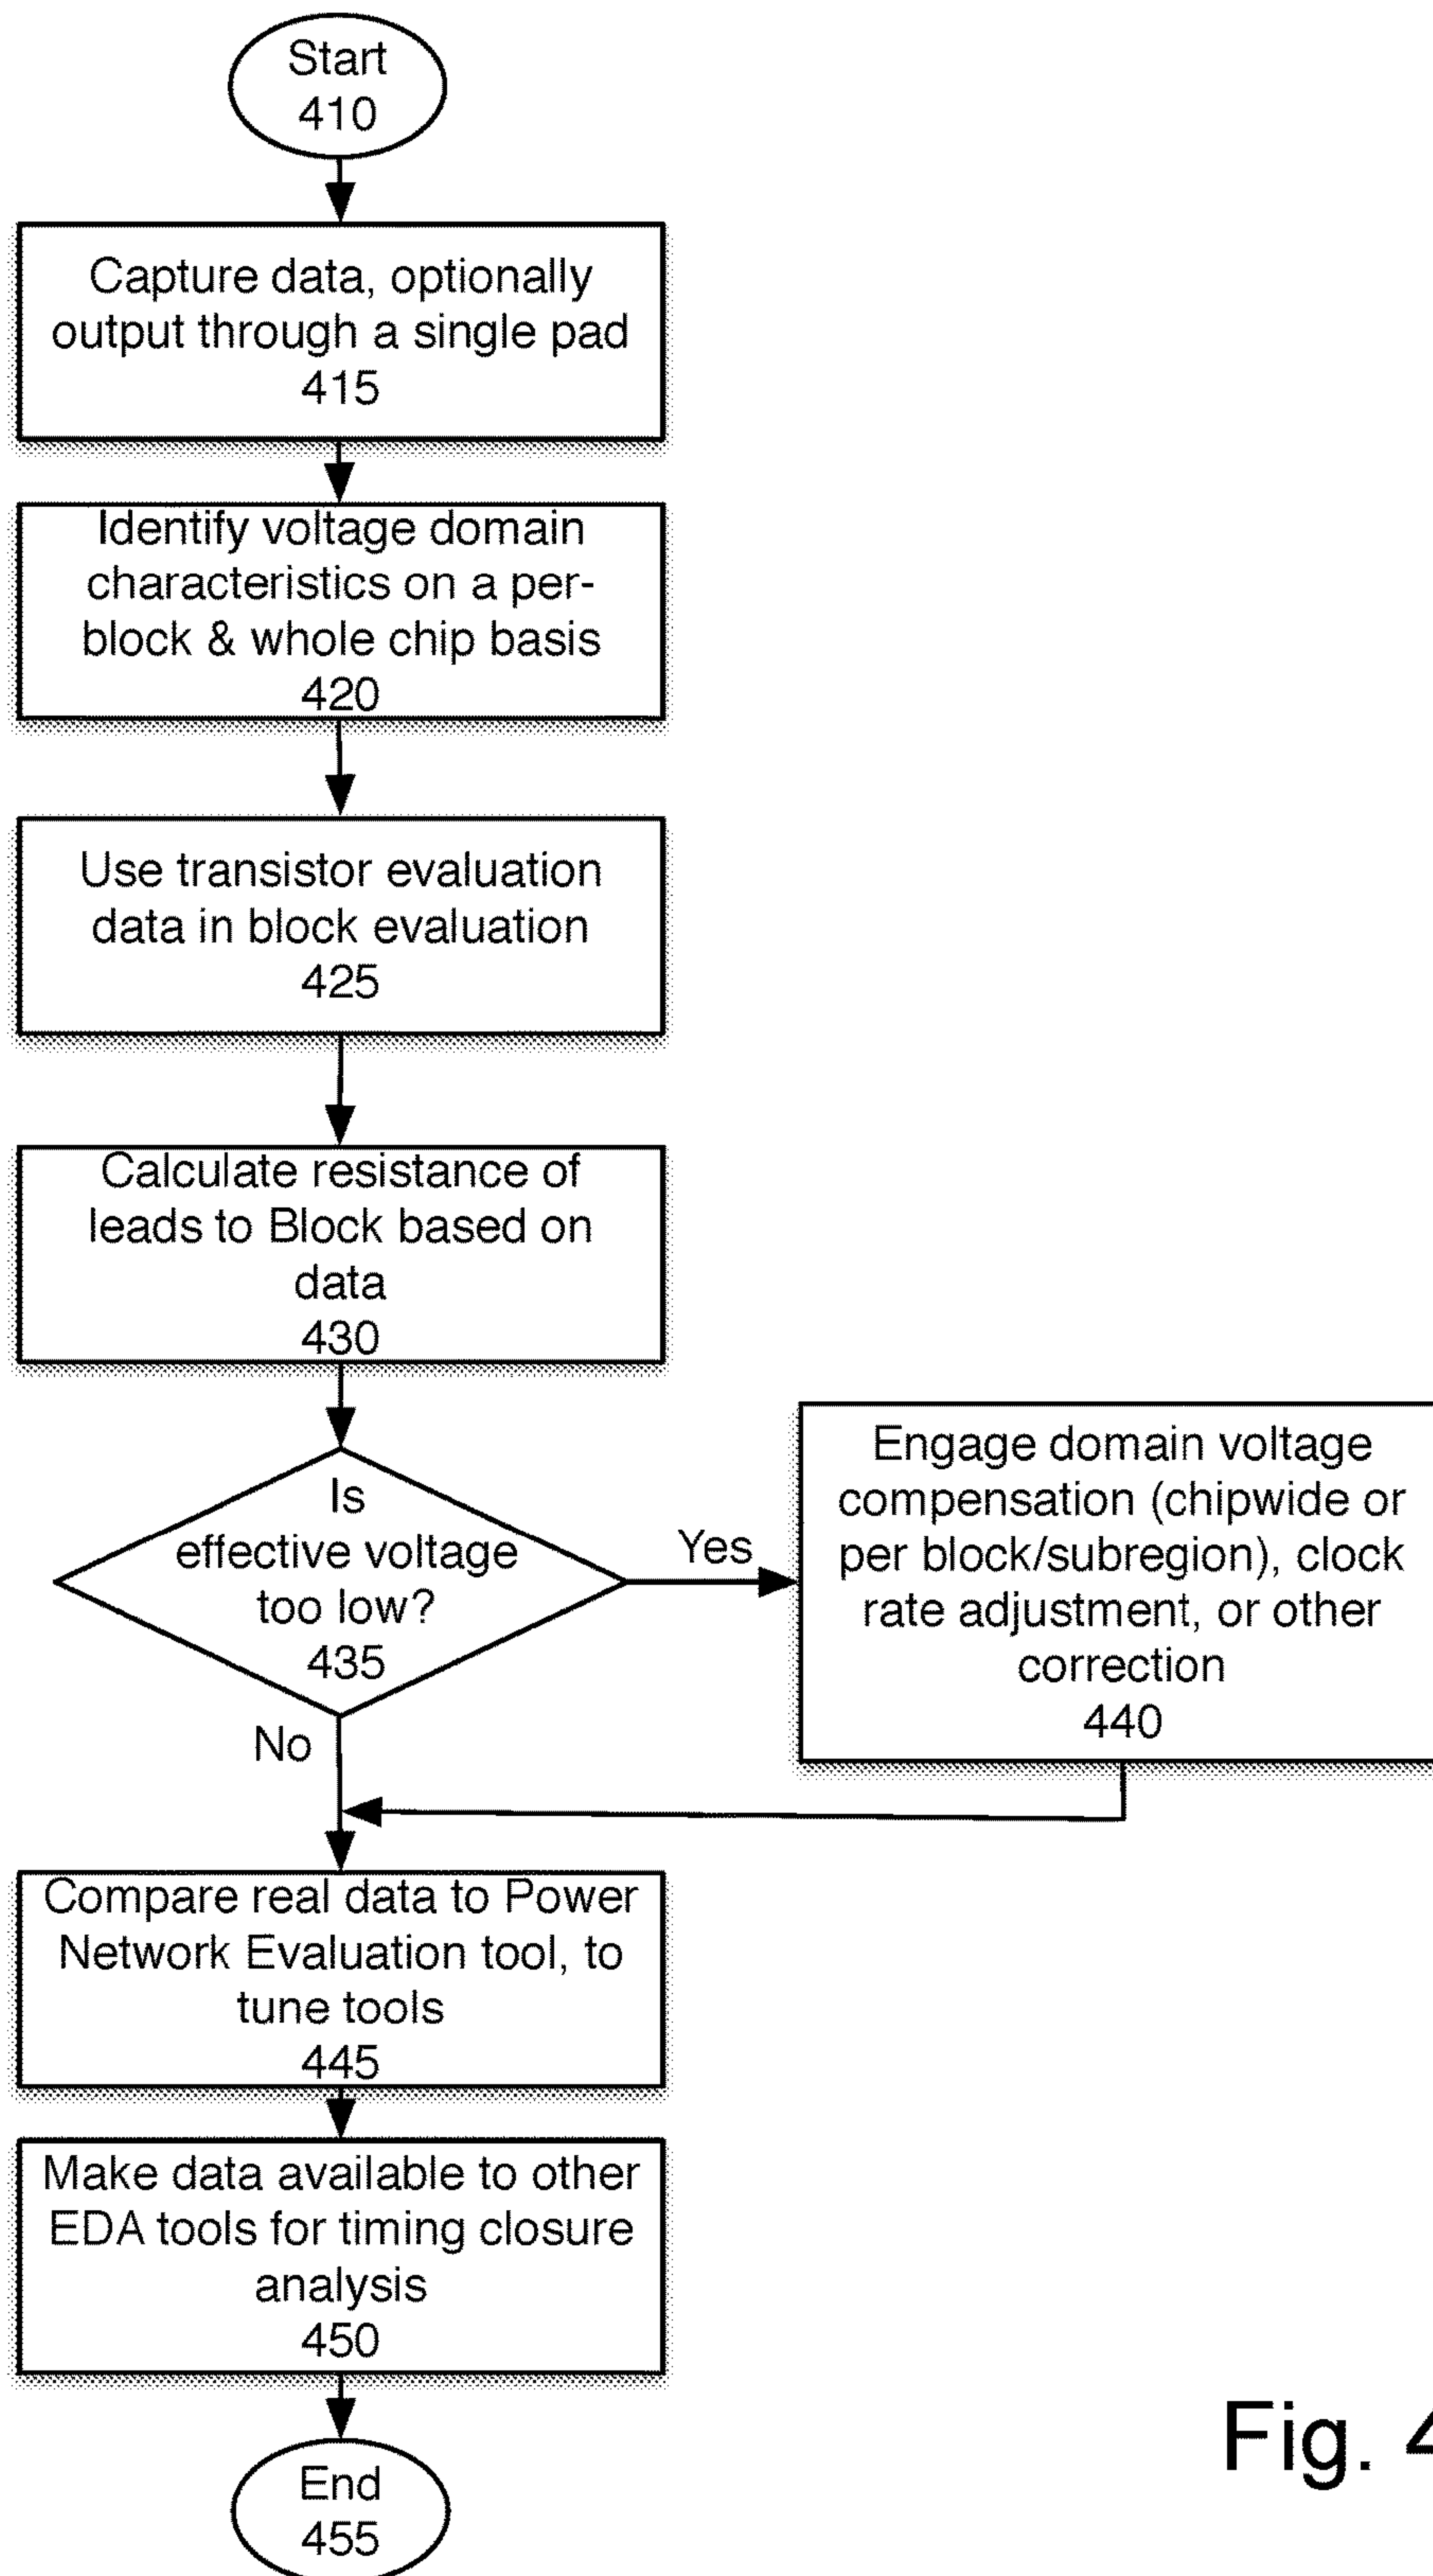 Start
410
Capture data, optionally
output through a single pad
415
Identify voltage domain
characteristics on a per-
block & whole chip basis
420
Use transistor evaluation
data in block evaluation
425
Calculate resistance of
leads to Block based on
data
430
Is
effective voltage
too low?
435
Yes
Engage domain voltage
compensation (chipwide or
per block/subregion), clock
rate adjustment, or other
correction
440
No
Compare real data to Power
Network Evaluation tool, to
tune tools
445
Make data available to other
EDA tools for timing closure
analysis
450
End
455
Fig. 4